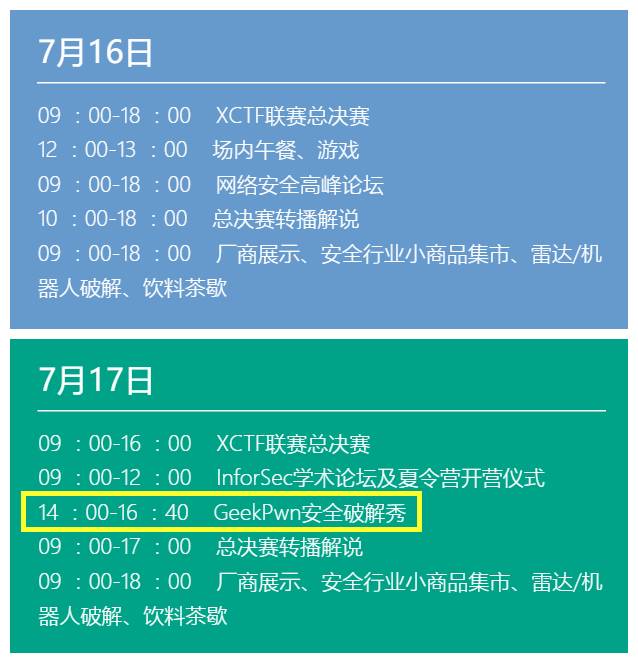 7月16日
09 ：00-18 ：00 XCTF联赛总决赛
12 ：00-13 ：00 场内午餐、游戏
09 ：00-18 ：00 网络安全高峰论坛
10 ：00-18 ：00 总决赛转播解说
09 ：00-18 ：00 厂商展示、安全行业小商品集市、雷达/机
器人破解、饮料茶歇
7月17日
09 ：00-16 ：00 XCTF联赛总决赛
09 ：00-12 ：00 InforSec学术论坛及夏令营开营仪式
14 ：00-16 ：40 GeekPwn安全破解秀
09 ：00-17 ：00 总决赛转播解说
09 ：00-18 ：00 厂商展示、安全行业小商品集市、雷达/机
器人破解、饮料茶歇